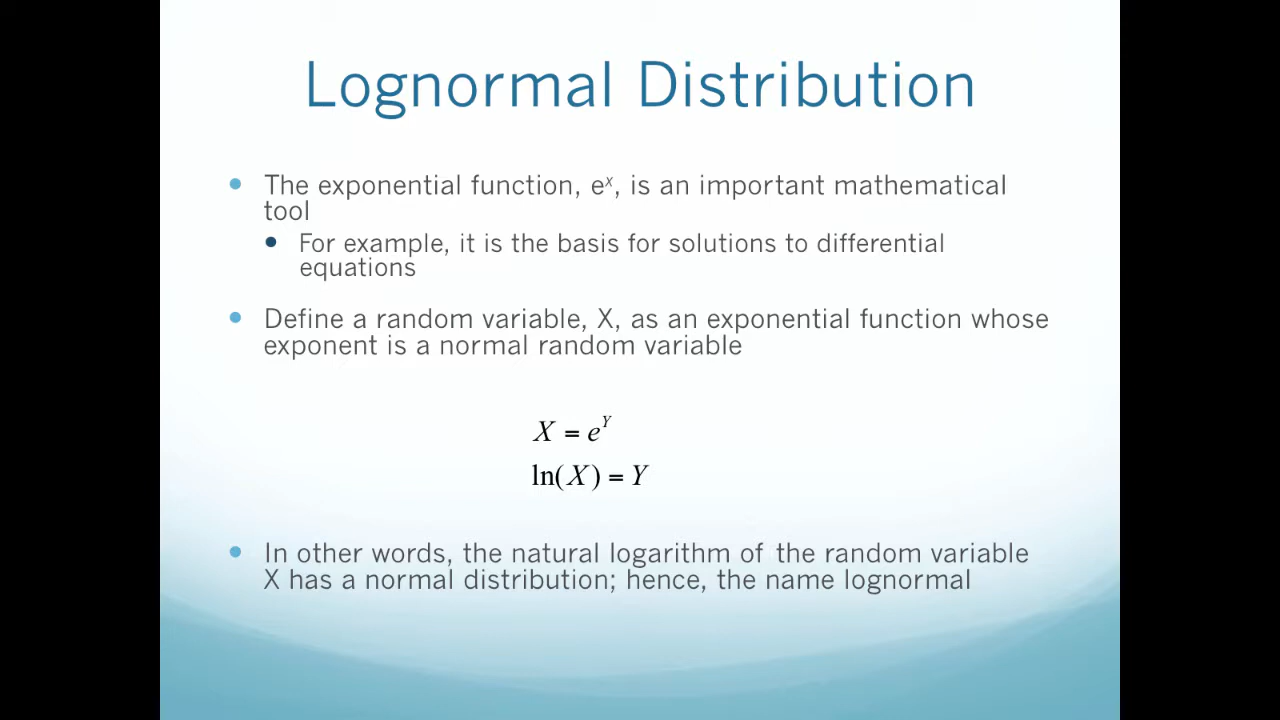 Lognormal Distribution
• The exponential function, eˣ, is an important mathematical
tool
• For example, it is the basis for solutions to differential
equations
• Define a random variable, X, as an exponential function whose
exponent is a normal random variable
X = e^Y
ln(X) = Y
• In other words, the natural logarithm of the random variable
X has a normal distribution; hence, the name lognormal